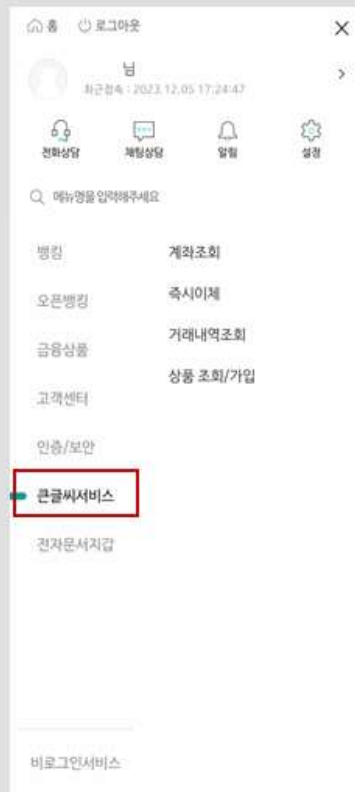 홈 로그아웃
님
최근접속 : 2023.12.05 17:24:47
전화상담 채팅상담 알림 설정
메뉴명을 입력해주세요
뱅킹
오픈뱅킹
금융상품
고객센터
인증/보안
큰글씨서비스
전자문서지갑
계좌조회
즉시이체
거래내역조회
상품 조회/가입
비로그인서비스